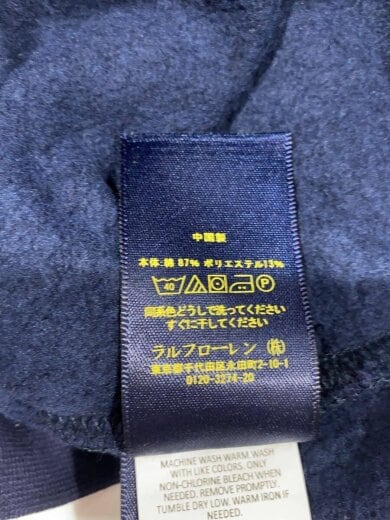 中国製
本体:綿 87% ポリエステル13%
40 P
同系色どうしで洗ってください
すぐに干してください
ラルフローレン (株)
東京都千代田区永田町2-10-1
0120-3274-20
MACHINE WASH WARM. WASH
WITH LIKE COLORS. ONLY
NON-CHLORINE BLEACH WHEN
NEEDED. REMOVE PROMPTLY.
TUMBLE DRY LOW. WARM IRON IF
NEEDED.